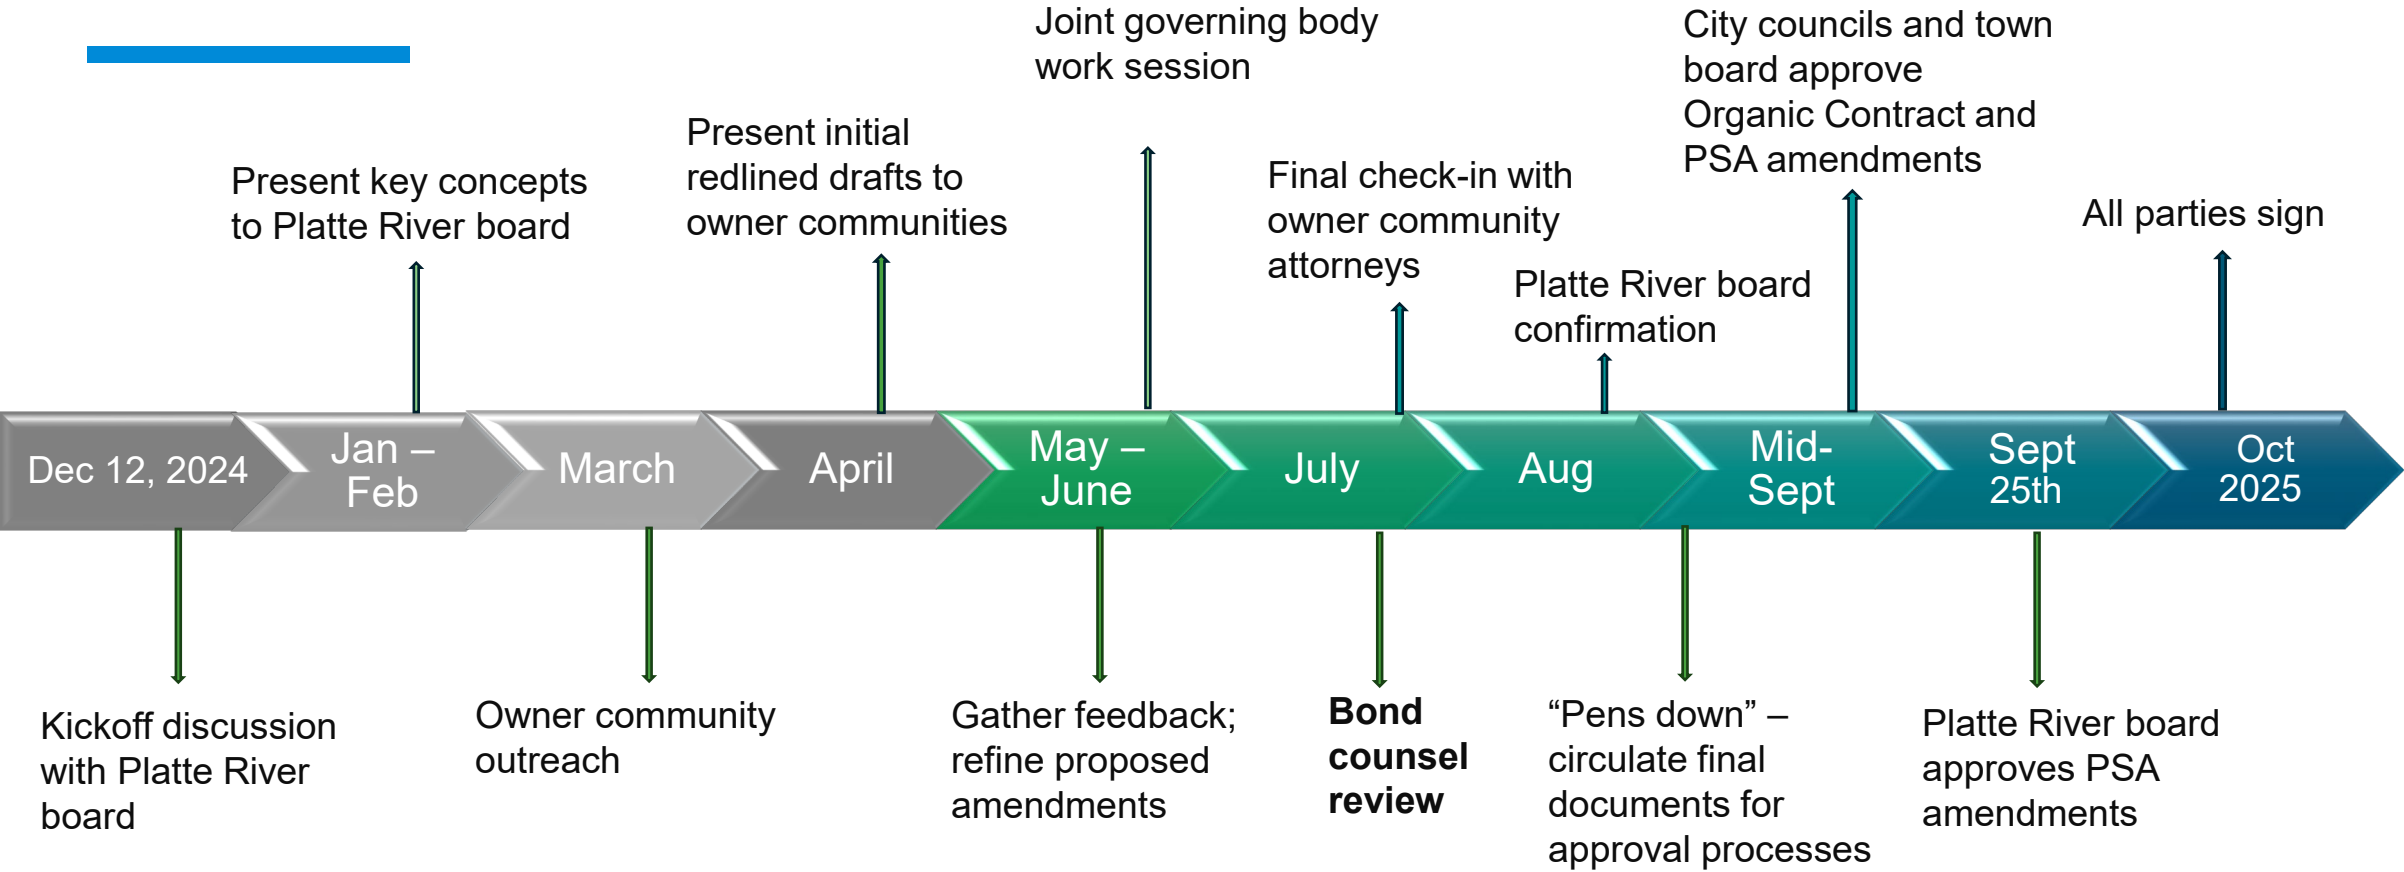 Joint governing body
work session
City councils and town
board approve
Organic Contract and
PSA amendments
Present initial
redlined drafts to
owner communities
Present key concepts
to Platte River board
Final check-in with
owner community
attorneys
All parties sign
Platte River board
confirmation
Dec 12, 2024
Jan –
Feb
March
April
May –
June
July
Aug
Mid-
Sept
Sept
25th
Oct
2025
Kickoff discussion
with Platte River
board
Owner community
outreach
Gather feedback;
refine proposed
amendments
Bond
counsel
review
“Pens down” –
circulate final
documents for
approval processes
Platte River board
approves PSA
amendments